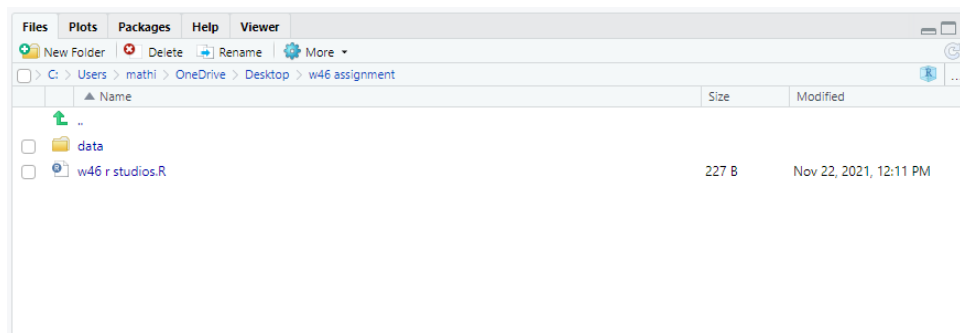 Files Plots Packages Help Viewer
New Folder Delete Rename More
C: > Users > mathi > OneDrive > Desktop > w46 assignment R ...
Name Size Modified
..
data
R w46 r studios.R 227 B Nov 22, 2021, 12:11 PM